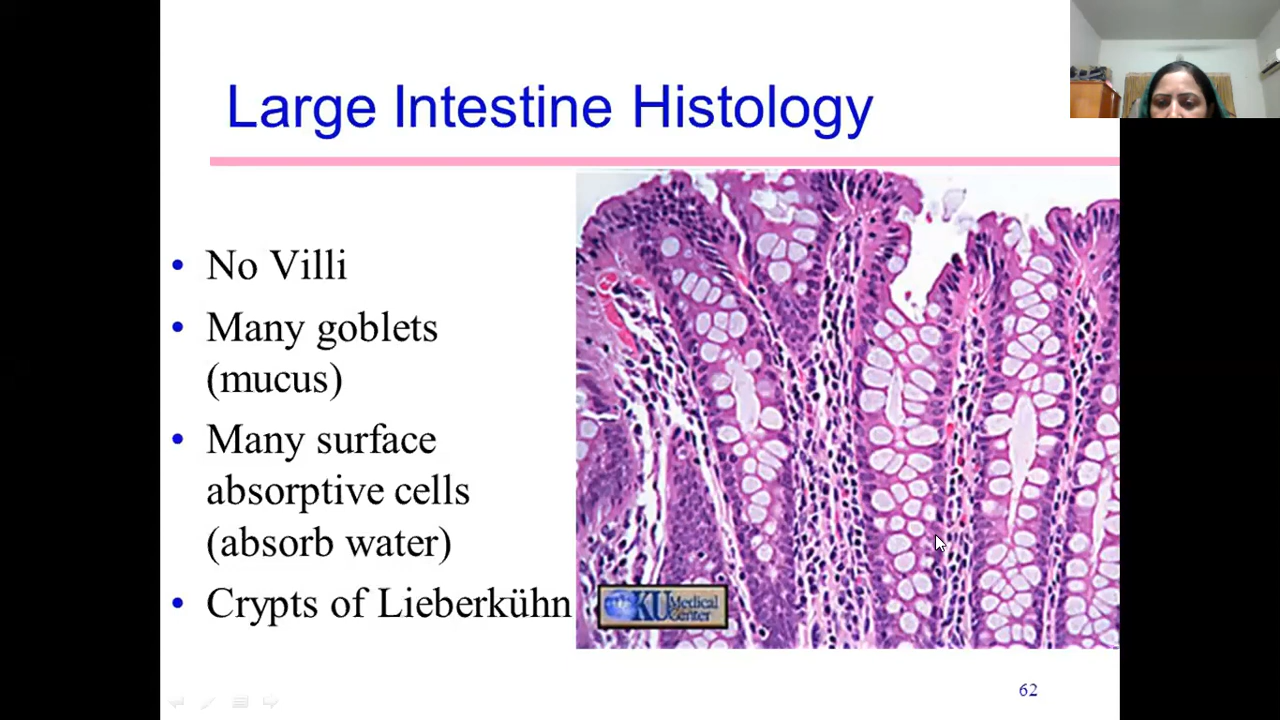 Large Intestine Histology
• No Villi
• Many goblets
(mucus)
• Many surface
absorptive cells
(absorb water)
• Crypts of Lieberkühn
KU Medical
Center
62